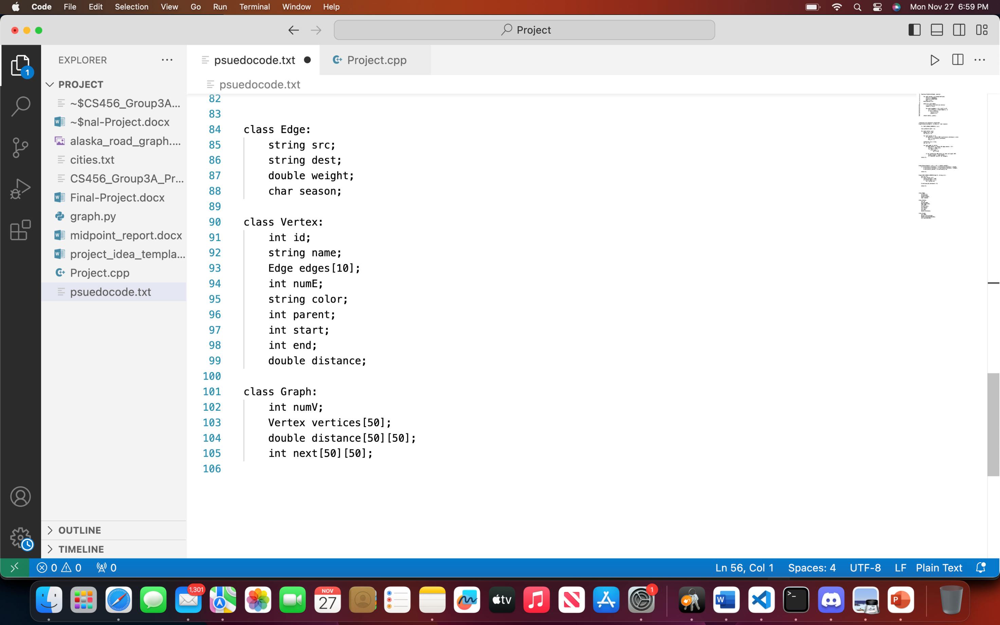 Code File Edit Selection View Go Run Terminal Window Help Mon Nov 27 6:59 PM
Project
EXPLORER ··· psuedocode.txt Project.cpp
PROJECT psuedocode.txt
~$CS456_Group3A...
~$nal-Project.docx
alaska_road_graph....
cities.txt
CS456_Group3A_Pr...
Final-Project.docx
graph.py
midpoint_report.docx
project_idea_templa...
Project.cpp
psuedocode.txt
OUTLINE
TIMELINE
1
82
83
84 class Edge:
85 string src;
86 string dest;
87 double weight;
88 char season;
89
90 class Vertex:
91 int id;
92 string name;
93 Edge edges[10];
94 int numE;
95 string color;
96 int parent;
97 int start;
98 int end;
99 double distance;
100
101 class Graph:
102 int numV;
103 Vertex vertices[50];
104 double distance[50][50];
105 int next[50][50];
106
0 0 0 Ln 56, Col 1 Spaces: 4 UTF-8 LF Plain Text
1,301
NOV
27
tv
1
W
>_
P